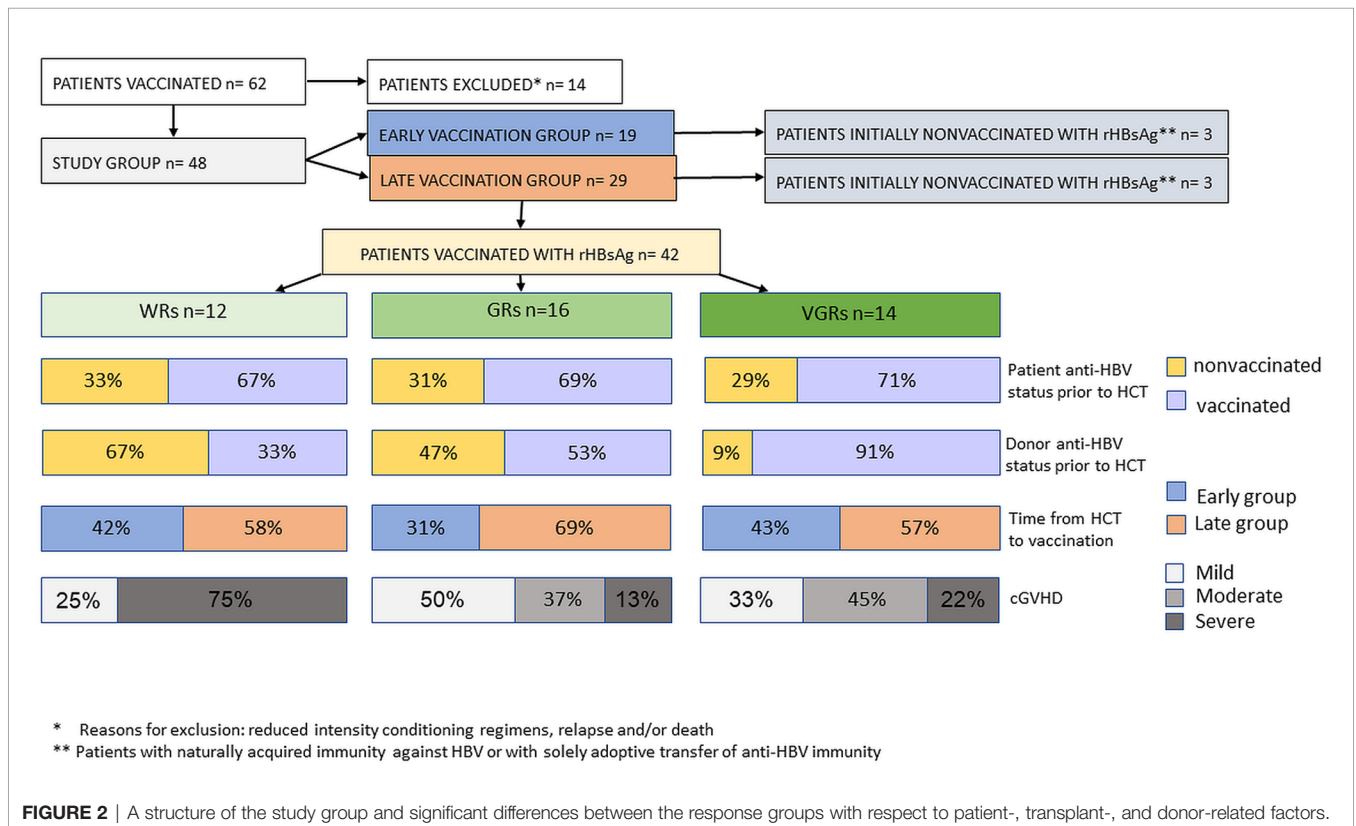 PATIENTS VACCINATED n= 62
PATIENTS EXCLUDED* n= 14
EARLY VACCINATION GROUP n= 19
PATIENTS INITIALLY NONVACCINATED WITH rHBsAg** n= 3
STUDY GROUP n= 48
LATE VACCINATION GROUP n= 29
PATIENTS INITIALLY NONVACCINATED WITH rHBsAg** n= 3
PATIENTS VACCINATED WITH rHBsAg n= 42
WRs n=12
GRs n=16
VGRs n=14
33%
67%
31%
69%
29%
71%
Patient anti-HBV
status prior to HCT
nonvaccinated
vaccinated
67%
33%
47%
53%
9%
91%
Donor anti-HBV
status prior to HCT
42%
58%
31%
69%
43%
57%
Time from HCT
to vaccination
Early group
Late group
25%
75%
50%
37%
13%
33%
45%
22%
cGVHD
Mild
Moderate
Severe
* Reasons for exclusion: reduced intensity conditioning regimens, relapse and/or death
** Patients with naturally acquired immunity against HBV or with solely adoptive transfer of anti-HBV immunity
FIGURE 2 | A structure of the study group and significant differences between the response groups with respect to patient-, transplant-, and donor-related factors.